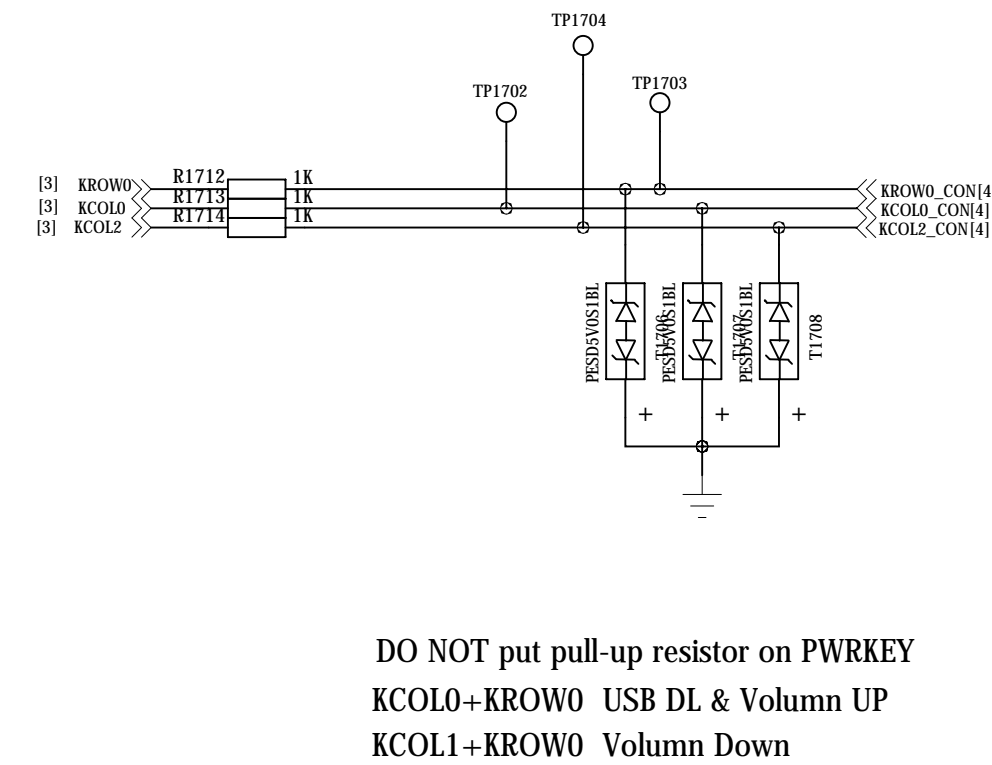 TP1704
TP1703
TP1702
[3] KROW0 R1712 1K KROW0_CON[4
[3] KCOL0 R1713 1K KCOL0_CON[4]
[3] KCOL2 R1714 1K KCOL2_CON[4]
PESD5V0S1BL T1706
PESD5V0S1BL T1707
PESD5V0S1BL T1708
+ + +
DO NOT put pull-up resistor on PWRKEY
KCOL0+KROW0 USB DL & Volumn UP
KCOL1+KROW0 Volumn Down